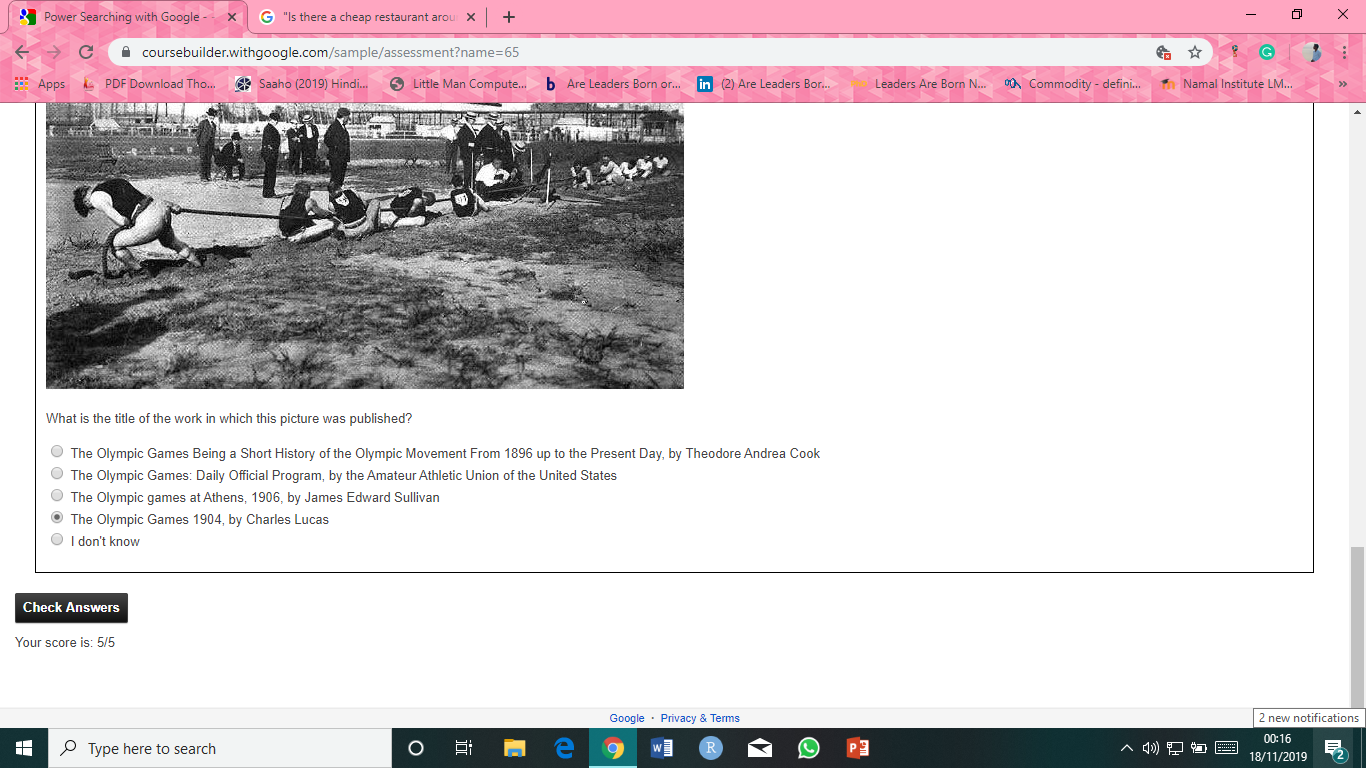 Power Searching with Google -
"Is there a cheap restaurant arou
coursebuilder.withgoogle.com/sample/assessment?name=65
Apps
PDF Download Tho...
Saaho (2019) Hindi...
Little Man Compute...
Are Leaders Born or...
(2) Are Leaders Bor...
Leaders Are Born N...
Commodity - defini...
Namal Institute LM...
What is the title of the work in which this picture was published?
The Olympic Games Being a Short History of the Olympic Movement From 1896 up to the Present Day, by Theodore Andrea Cook
The Olympic Games: Daily Official Program, by the Amateur Athletic Union of the United States
The Olympic games at Athens, 1906, by James Edward Sullivan
The Olympic Games 1904, by Charles Lucas
I don't know
Check Answers
Your score is: 5/5
Google · Privacy & Terms
2 new notifications
Type here to search
00:16
18/11/2019
2